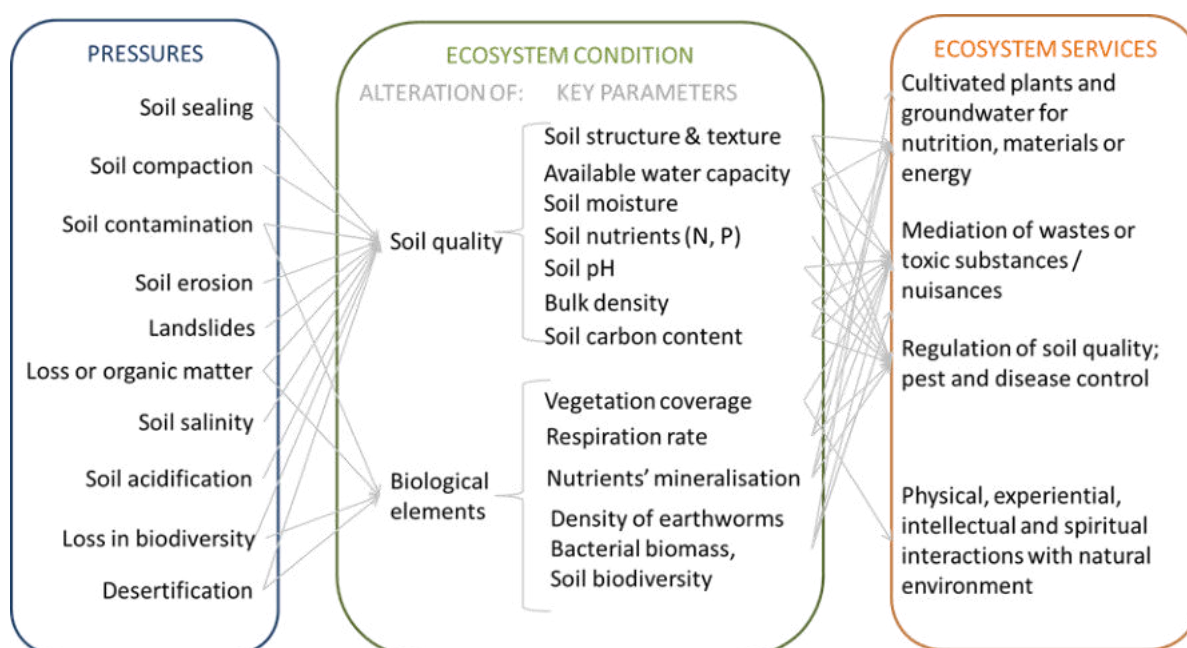 PRESSURES
Soil sealing
Soil compaction
Soil contamination
Soil erosion
Landslides
Loss or organic matter
Soil salinity
Soil acidification
Loss in biodiversity
Desertification
ECOSYSTEM CONDITION
ALTERATION OF:
Soil quality
Biological
elements
KEY PARAMETERS
Soil structure & texture
Available water capacity
Soil moisture
Soil nutrients (N, P)
Soil pH
Bulk density
Soil carbon content
Vegetation coverage
Respiration rate
Nutrients’ mineralisation
Density of earthworms
Bacterial biomass,
Soil biodiversity
ECOSYSTEM SERVICES
Cultivated plants and
groundwater for
nutrition, materials or
energy
Mediation of wastes or
toxic substances /
nuisances
Regulation of soil quality;
pest and disease control
Physical, experiential,
intellectual and spiritual
interactions with natural
environment